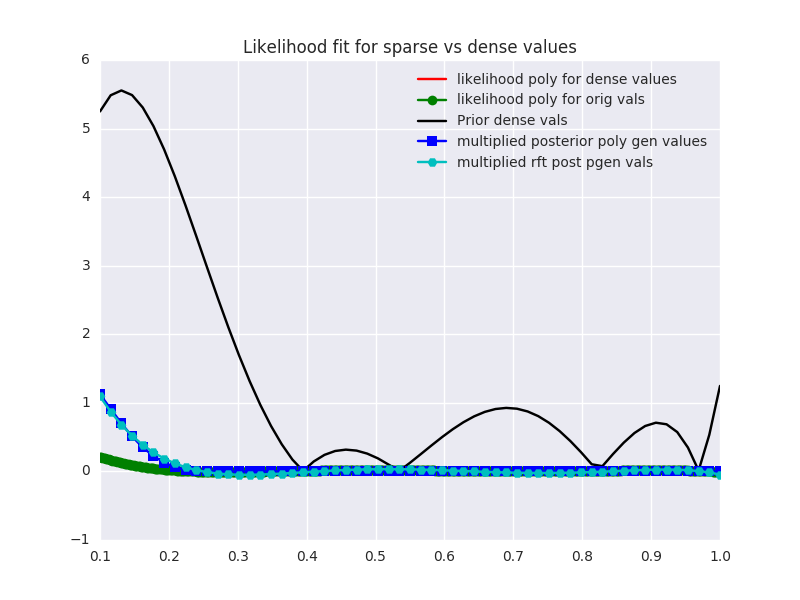 Likelihood fit for sparse vs dense values
likelihood poly for dense values
likelihood poly for orig vals
Prior dense vals
multiplied posterior poly gen values
multiplied rft post pgen vals
6
5
4
3
2
1
0
−1
0.1 0.2 0.3 0.4 0.5 0.6 0.7 0.8 0.9 1.0